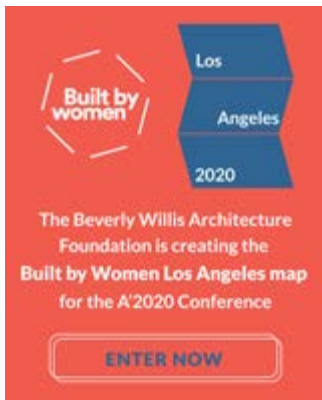 Built by
women
Los
Angeles
2020
The Beverly Willis Architecture
Foundation is creating the
Built by Women Los Angeles map
for the A'2020 Conference
ENTER NOW